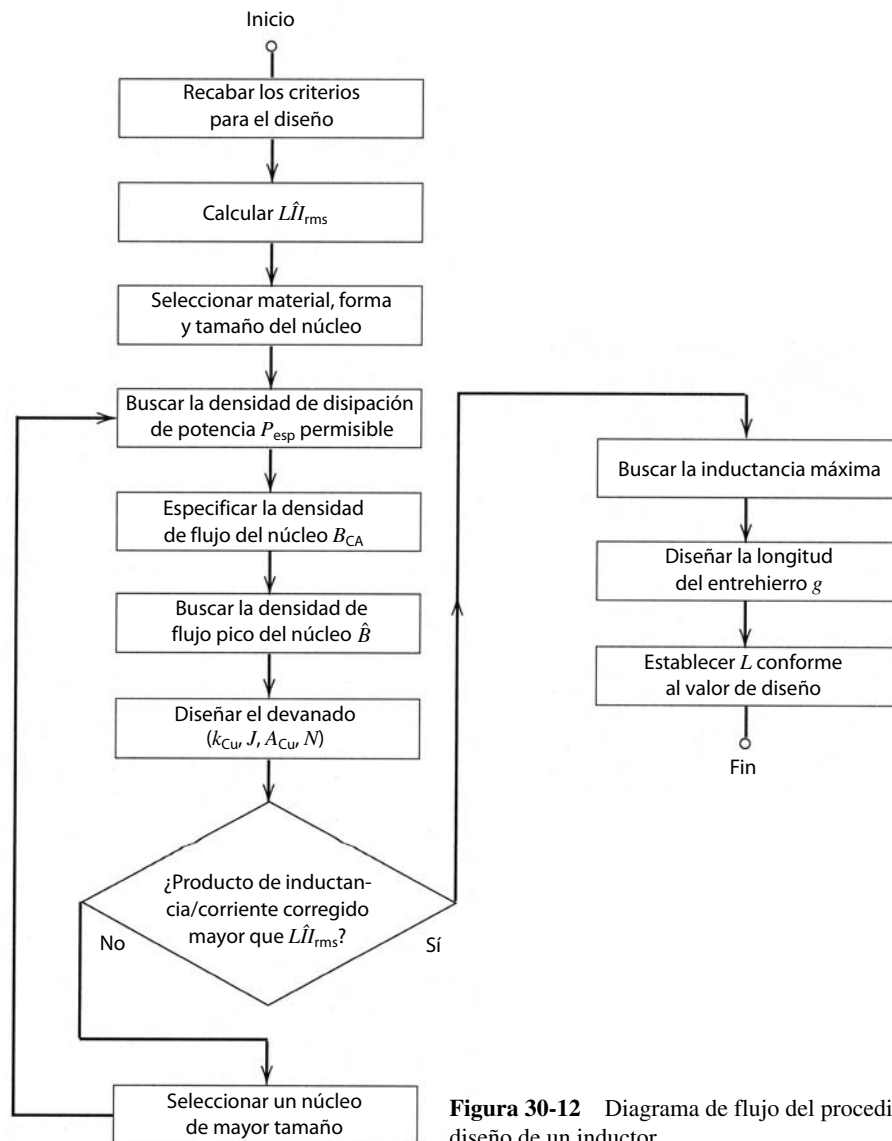 Inicio
Recabar los criterios
para el diseño
Calcular LÎI_rms
Seleccionar material, forma
y tamaño del núcleo
Buscar la densidad de disipación
de potencia P_esp permisible
Especificar la densidad
de flujo del núcleo B_CA
Buscar la densidad de
flujo pico del núcleo B̂
Diseñar el devanado
(k_Cu, J, A_Cu, N)
¿Producto de inductan-
cia/corriente corregido
mayor que LÎI_rms?
No
Sí
Seleccionar un núcleo
de mayor tamaño
Buscar la inductancia máxima
Diseñar la longitud
del entrehierro g
Establecer L conforme
al valor de diseño
Fin
Figura 30-12 Diagrama de flujo del procedi
diseño de un inductor